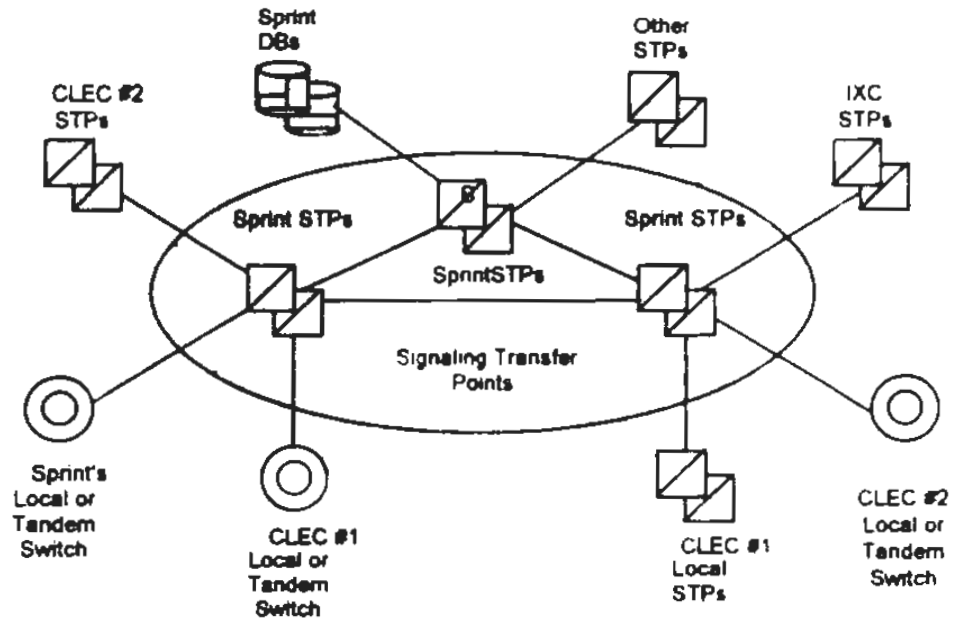 Sprint
DBs
Other
STPs
CLEC #2
STPs
IXC
STPs
Sprint STPs
Sprint STPs
SprintSTPs
Signaling Transfer
Points
Sprint's
Local or
Tandem
Switch
CLEC #1
Local or
Tandem
Switch
CLEC #1
Local
STPs
CLEC #2
Local or
Tandem
Switch